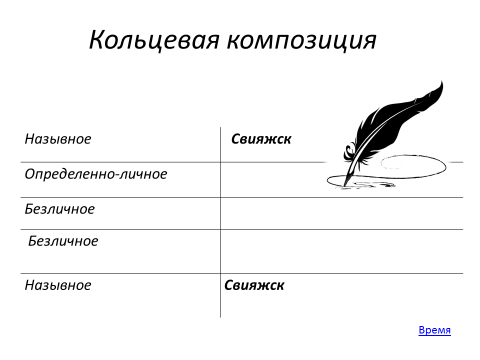 Кольцевая композиция
Назывное Свияжск
Определенно-личное
Безличное
Безличное
Назывное Свияжск
Время